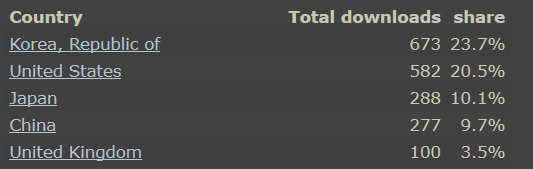 Country Total downloads share
Korea, Republic of 673 23.7%
United States 582 20.5%
Japan 288 10.1%
China 277 9.7%
United Kingdom 100 3.5%